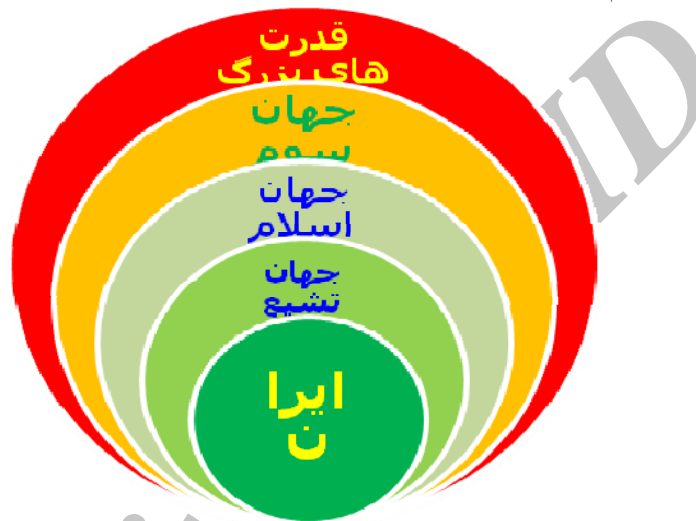 قدرت
های بزرگ
جهان
سوم
جهان
اسلام
جهان
تشیع
ایرا
ن